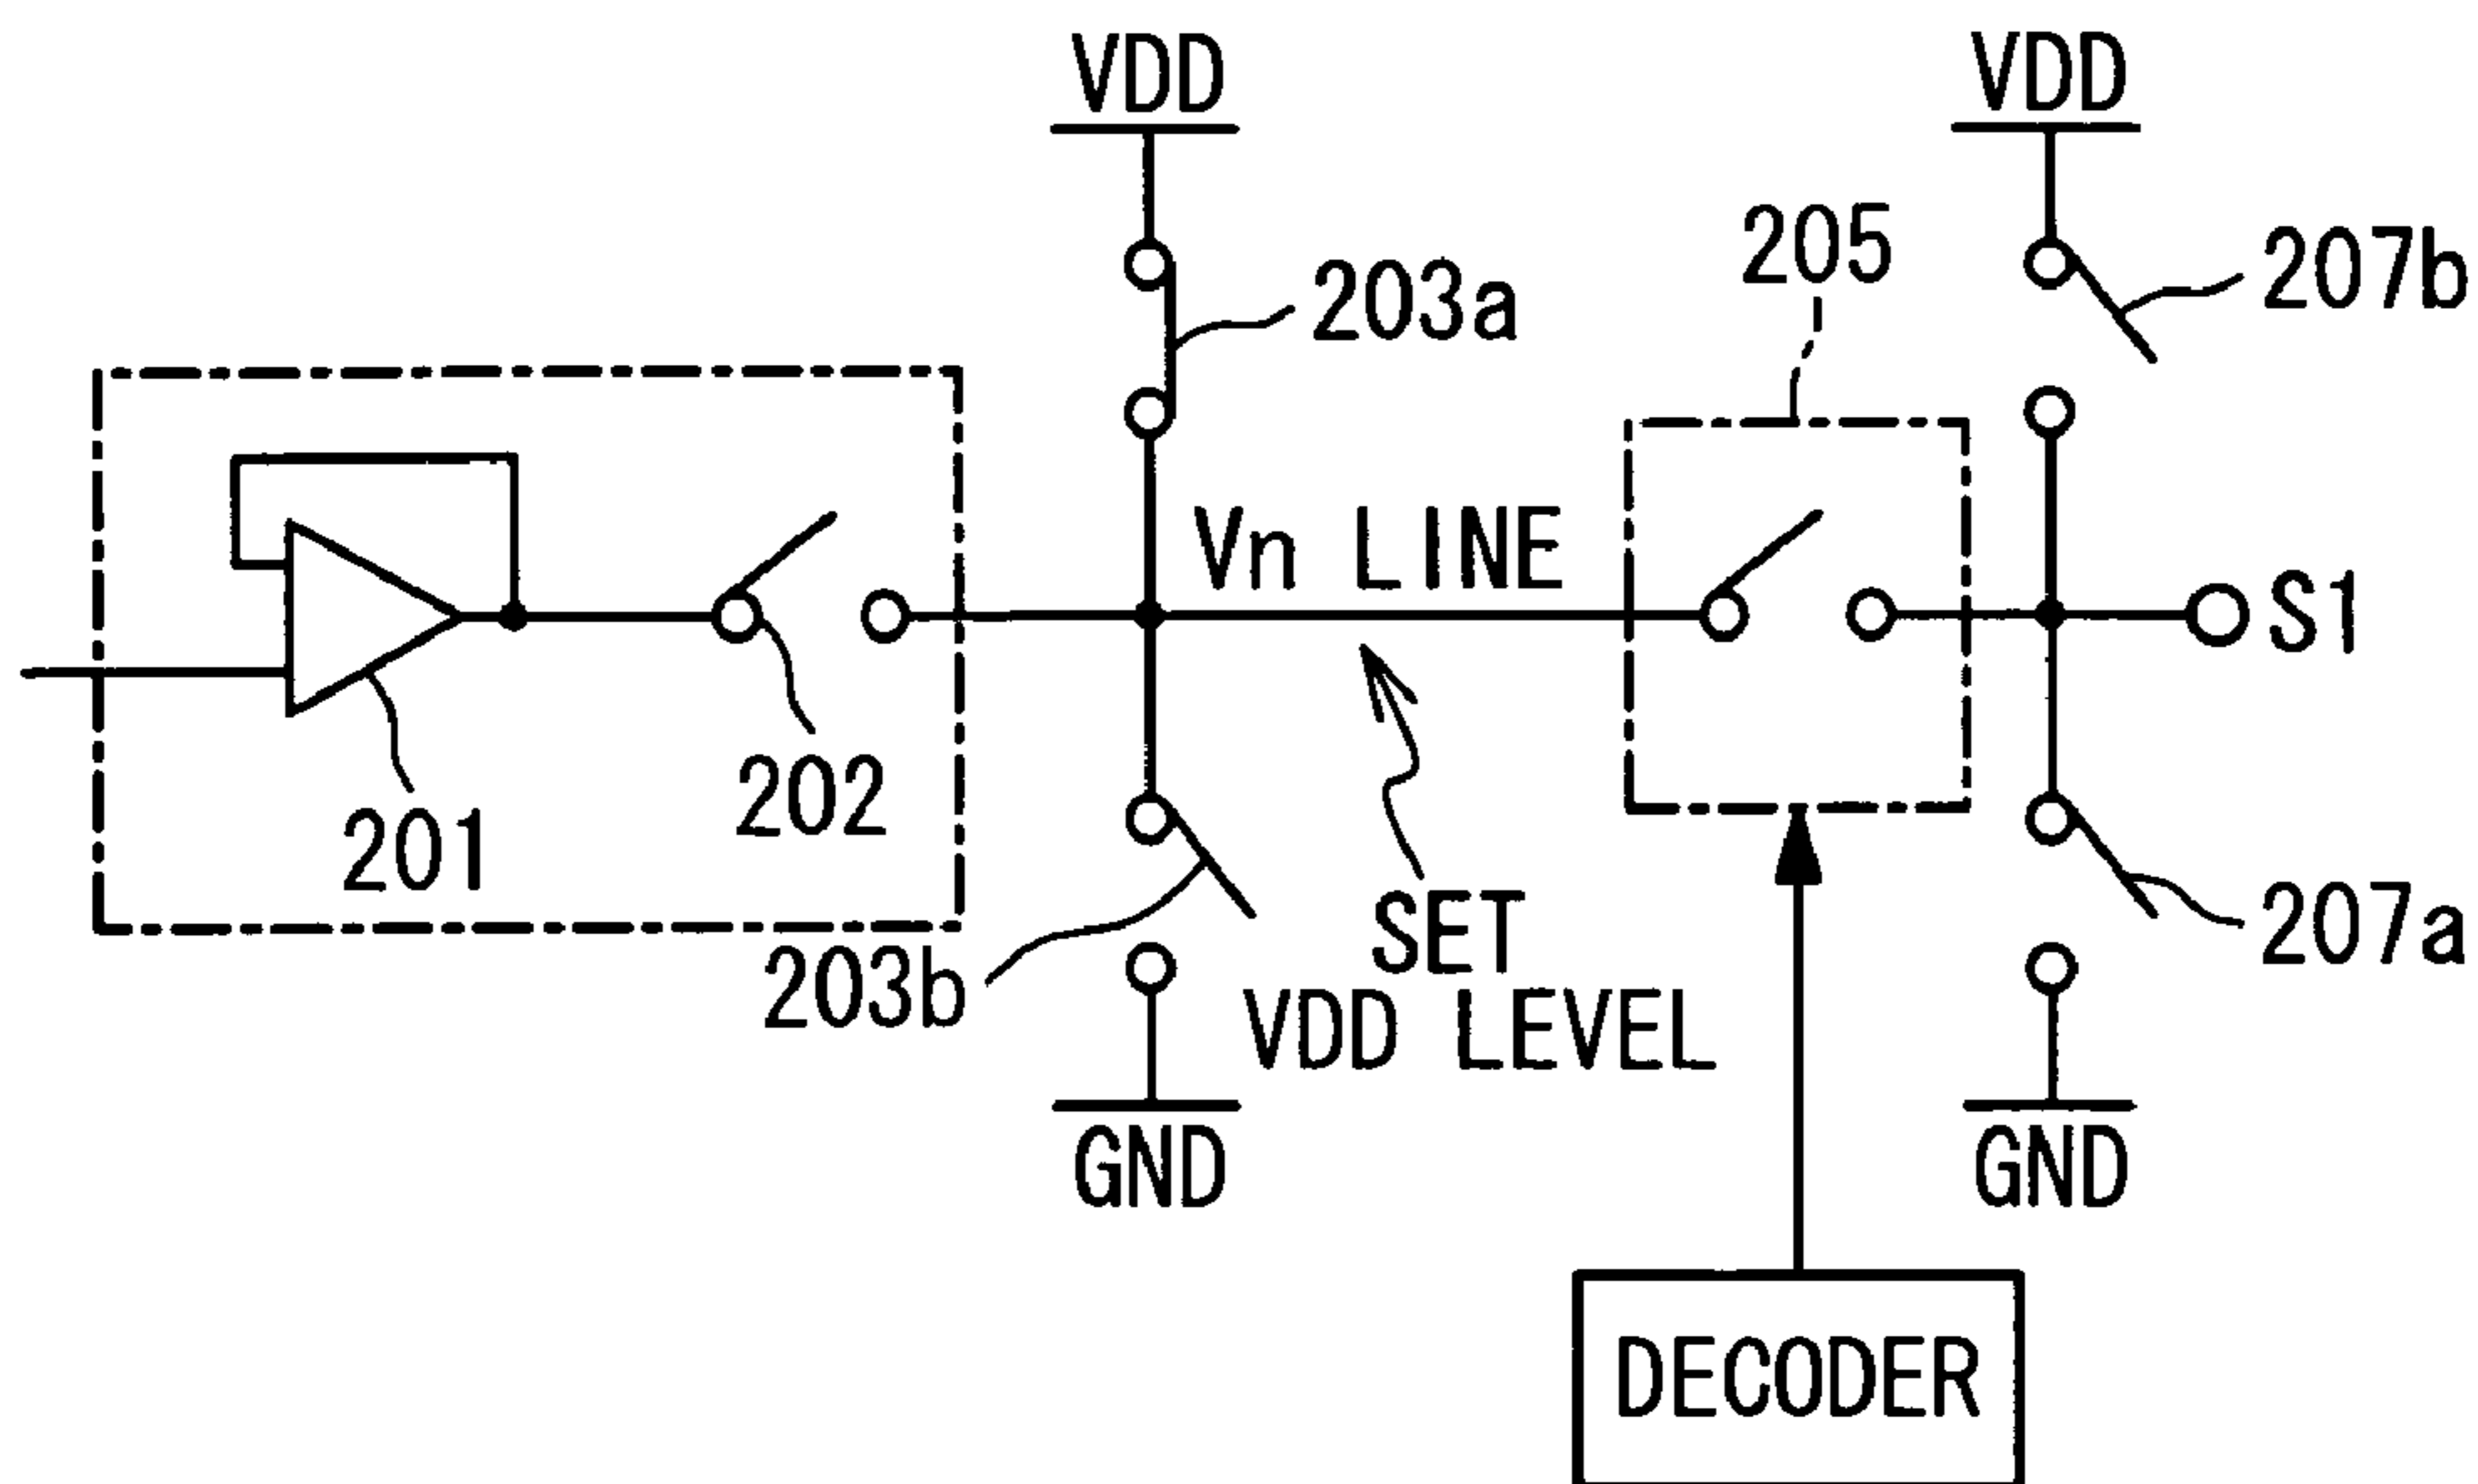 VDD
VDD
205
207b
203a
Vn LINE
S1
202
201
203b
SET
VDD LEVEL
207a
GND
GND
DECODER